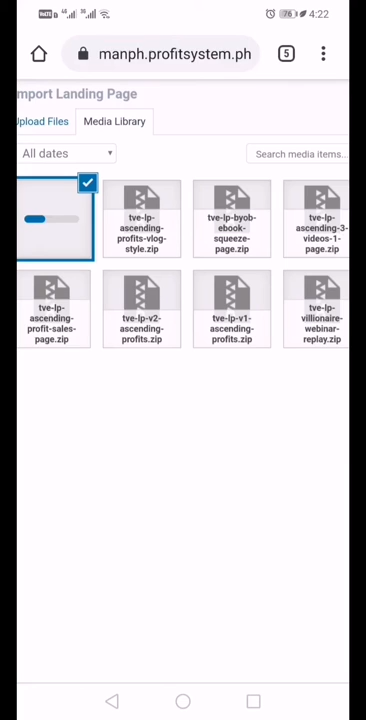 76 4:22
manph.profitsystem.ph 5
mport Landing Page
Upload Files Media Library
All dates Search media items...
tve-lp-
ascending-
profits-vlog-
style.zip
tve-lp-byob-
ebook-
squeeze-
page.zip
tve-lp-
ascending-3-
videos-1-
page.zip
tve-lp-
ascending-
profit-sales-
page.zip
tve-lp-v2-
ascending-
profits.zip
tve-lp-v1-
ascending-
profits.zip
tve-lp-
villionaire-
webinar-
replay.zip